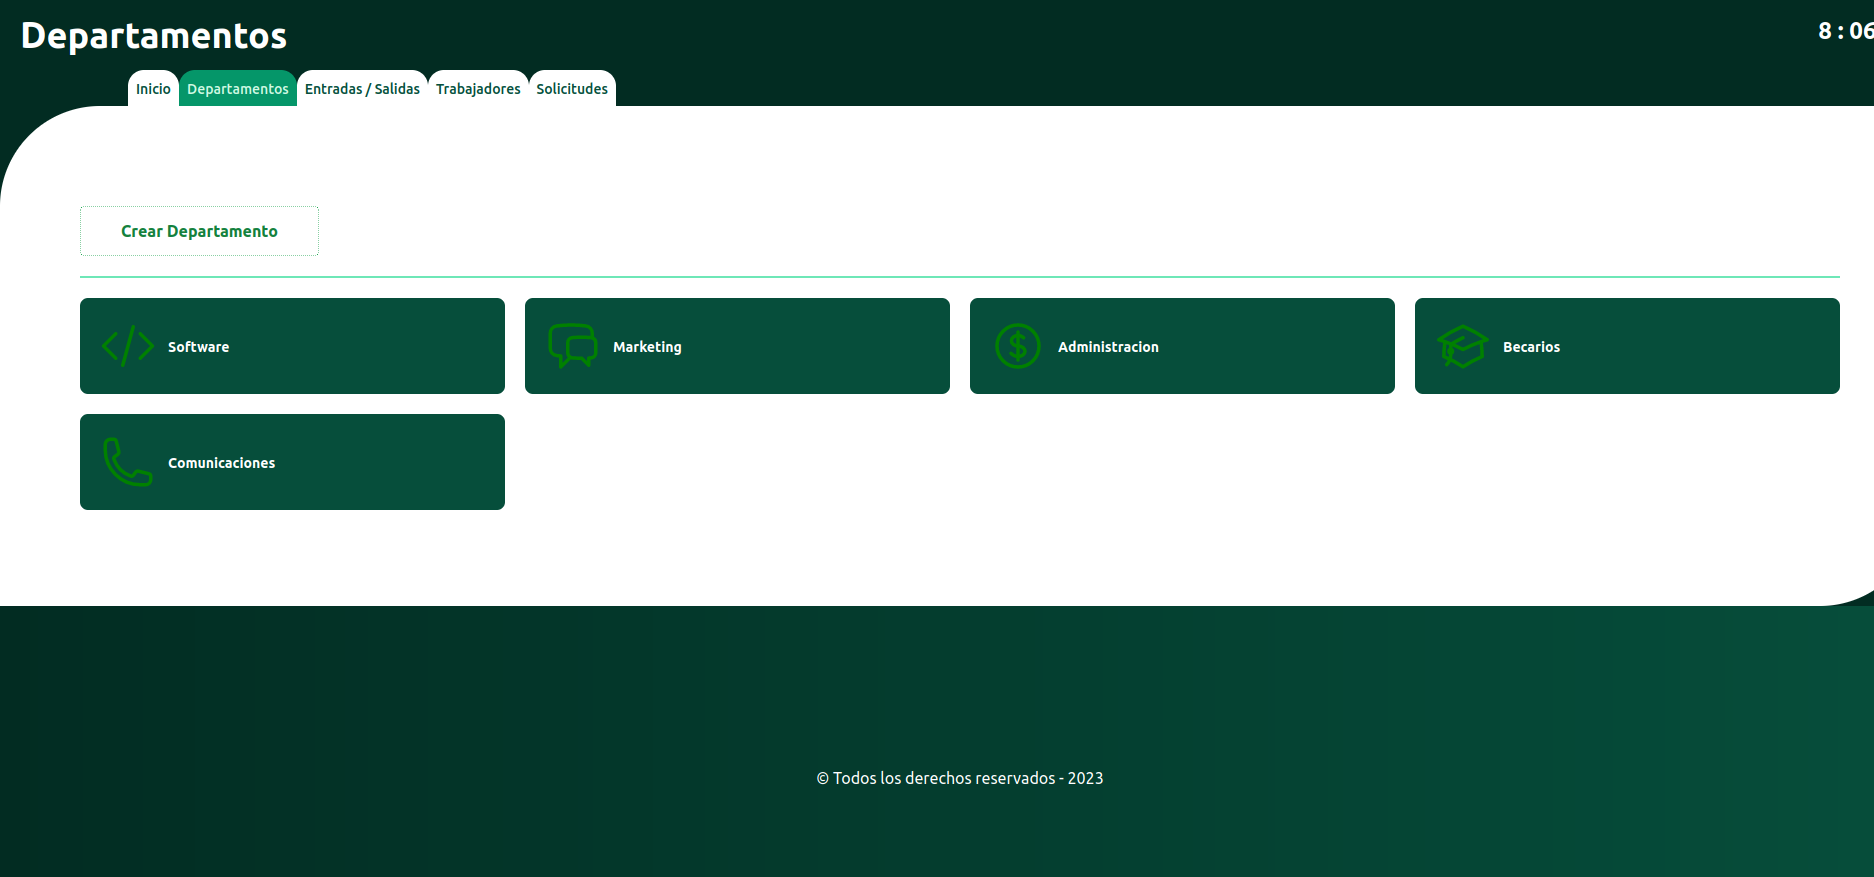 Departamentos
8 : 06
Inicio Departamentos Entradas / Salidas Trabajadores Solicitudes
Crear Departamento
Software Marketing Administracion Becarios
Comunicaciones
© Todos los derechos reservados - 2023